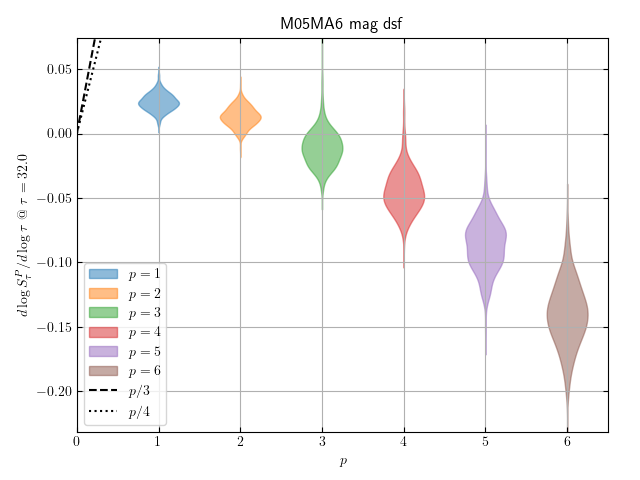 M05MA6 mag dsf
d log S_τ^P / d log τ @ τ = 32.0
0.05
0.00
−0.05
−0.10
−0.15
−0.20
p = 1
p = 2
p = 3
p = 4
p = 5
p = 6
p/3
p/4
0 1 2 3 4 5 6
p